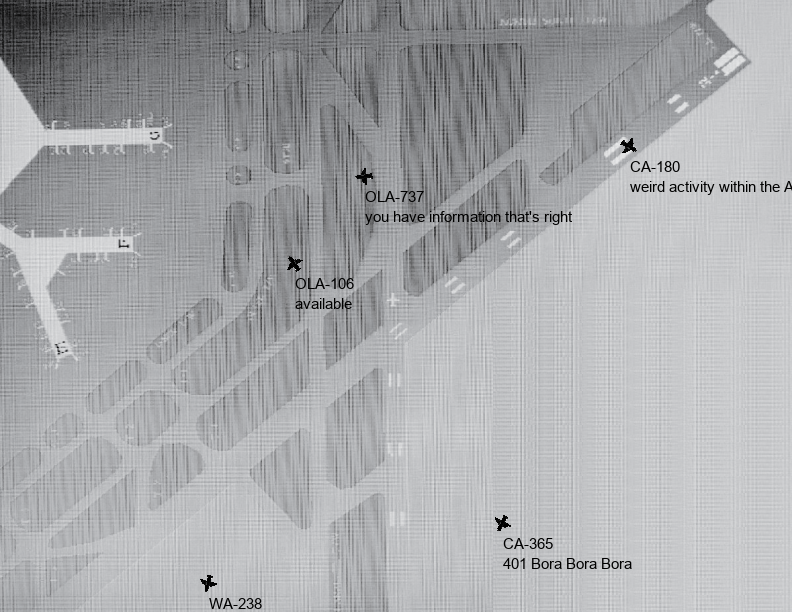 G
CA-180
weird activity within the A
OLA-737
you have information that's right
F
OLA-106
available
E
CA-365
401 Bora Bora Bora
WA-238